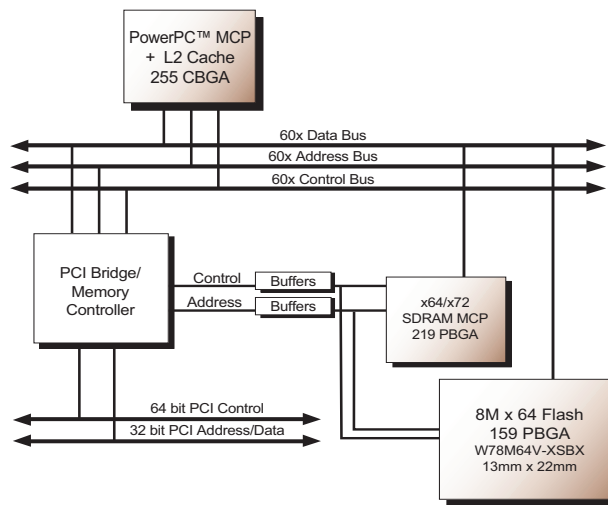 PowerPC™ MCP
+ L2 Cache
255 CBGA
60x Data Bus
60x Address Bus
60x Control Bus
PCI Bridge/
Memory
Controller
Control
Buffers
Address
Buffers
x64/x72
SDRAM MCP
219 PBGA
64 bit PCI Control
32 bit PCI Address/Data
8M x 64 Flash
159 PBGA
W78M64V-XSBX
13mm x 22mm